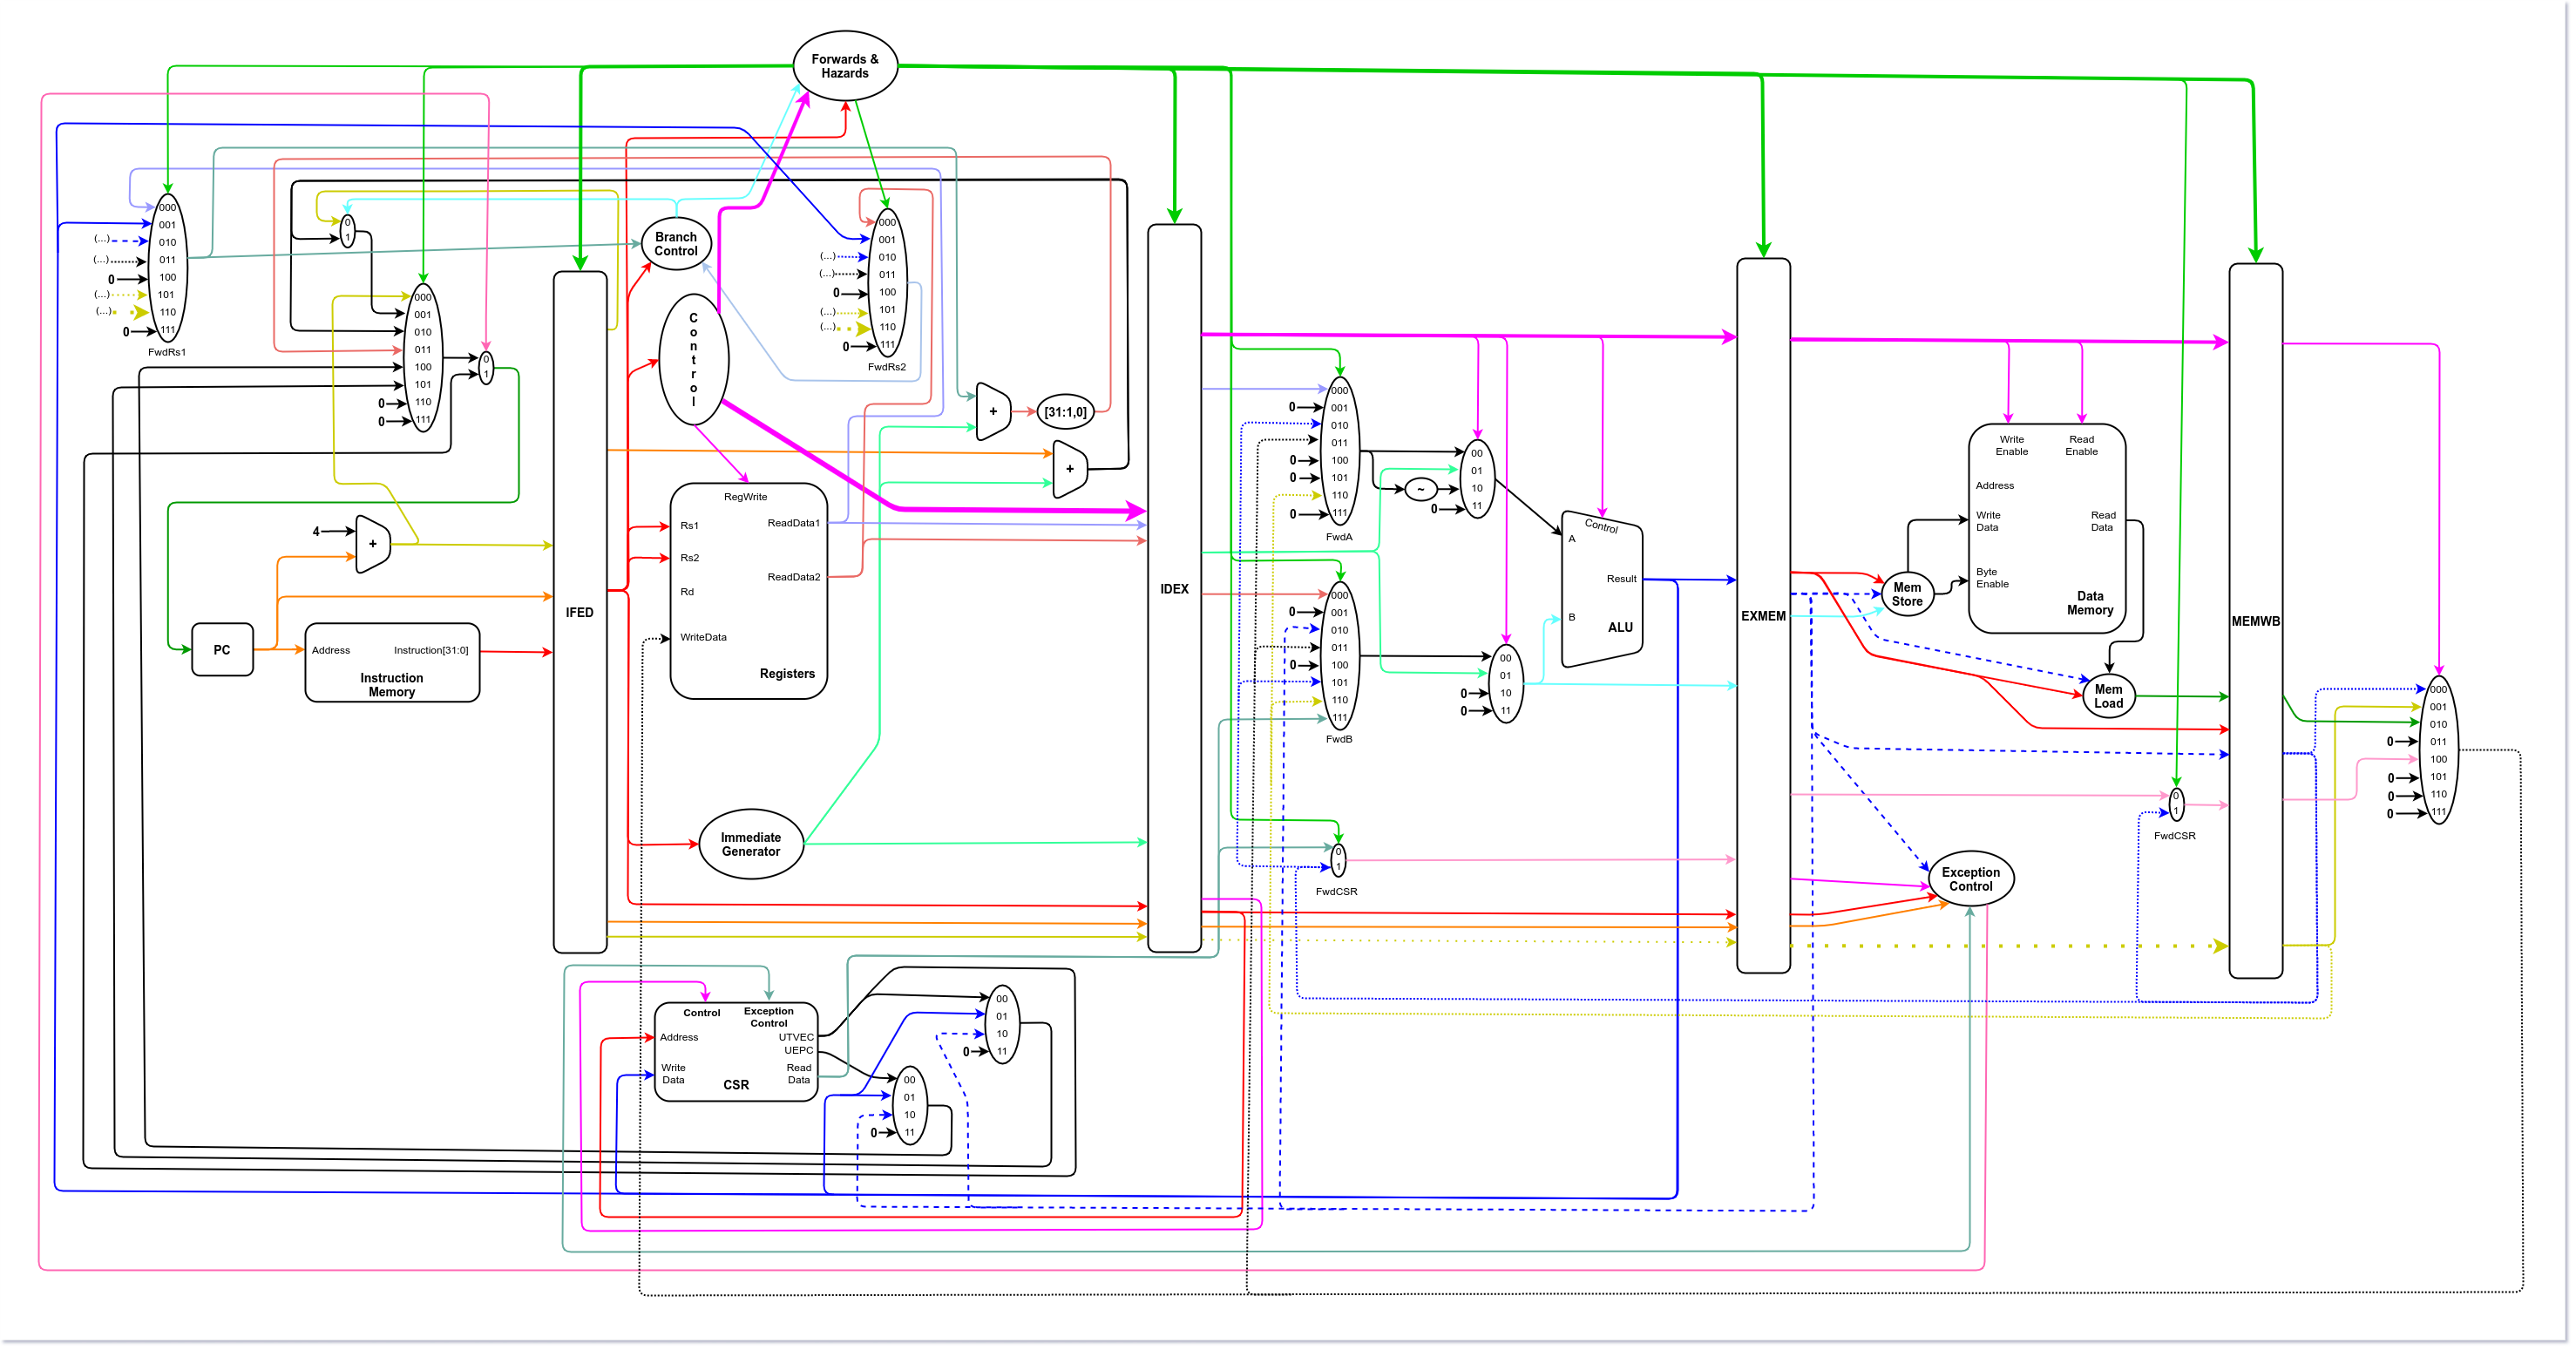 Forwards &
Hazards
000
001
(...) 010
(...) 011
0 100
(...) 101
(...) 110
0 111
FwdRs1
0
1
000
001
010
011
100
101
0 110
0 111
0
1
4
+
PC
Address Instruction[31:0]
Instruction
Memory
IFED
Branch
Control
C
o
n
t
r
o
l
000
001
(...) 010
(...) 011
0 100
(...) 101
(...) 110
0 111
FwdRs2
+
[31:1,0]
+
RegWrite
Rs1 ReadData1
Rs2
ReadData2
Rd
WriteData
Registers
Immediate
Generator
Control Exception
Control
UTVEC
Address
UEPC
Write
Data
Read
Data
CSR
00
01
10
0 11
00
01
10
0 11
IDEX
000
0 001
010
011
0 100
0 101
110
0 111
FwdA
000
0 001
010
011
0 100
101
110
111
FwdB
0
1
FwdCSR
00
01
~ 10
0 11
00
01
0 10
0 11
Control
A
Result
B
ALU
EXMEM
Mem
Store
Write
Enable
Read
Enable
Address
Write
Data
Read
Data
Byte
Enable
Data
Memory
Mem
Load
0
1
FwdCSR
Exception
Control
MEMWB
000
001
010
0 011
100
0 101
0 110
0 111